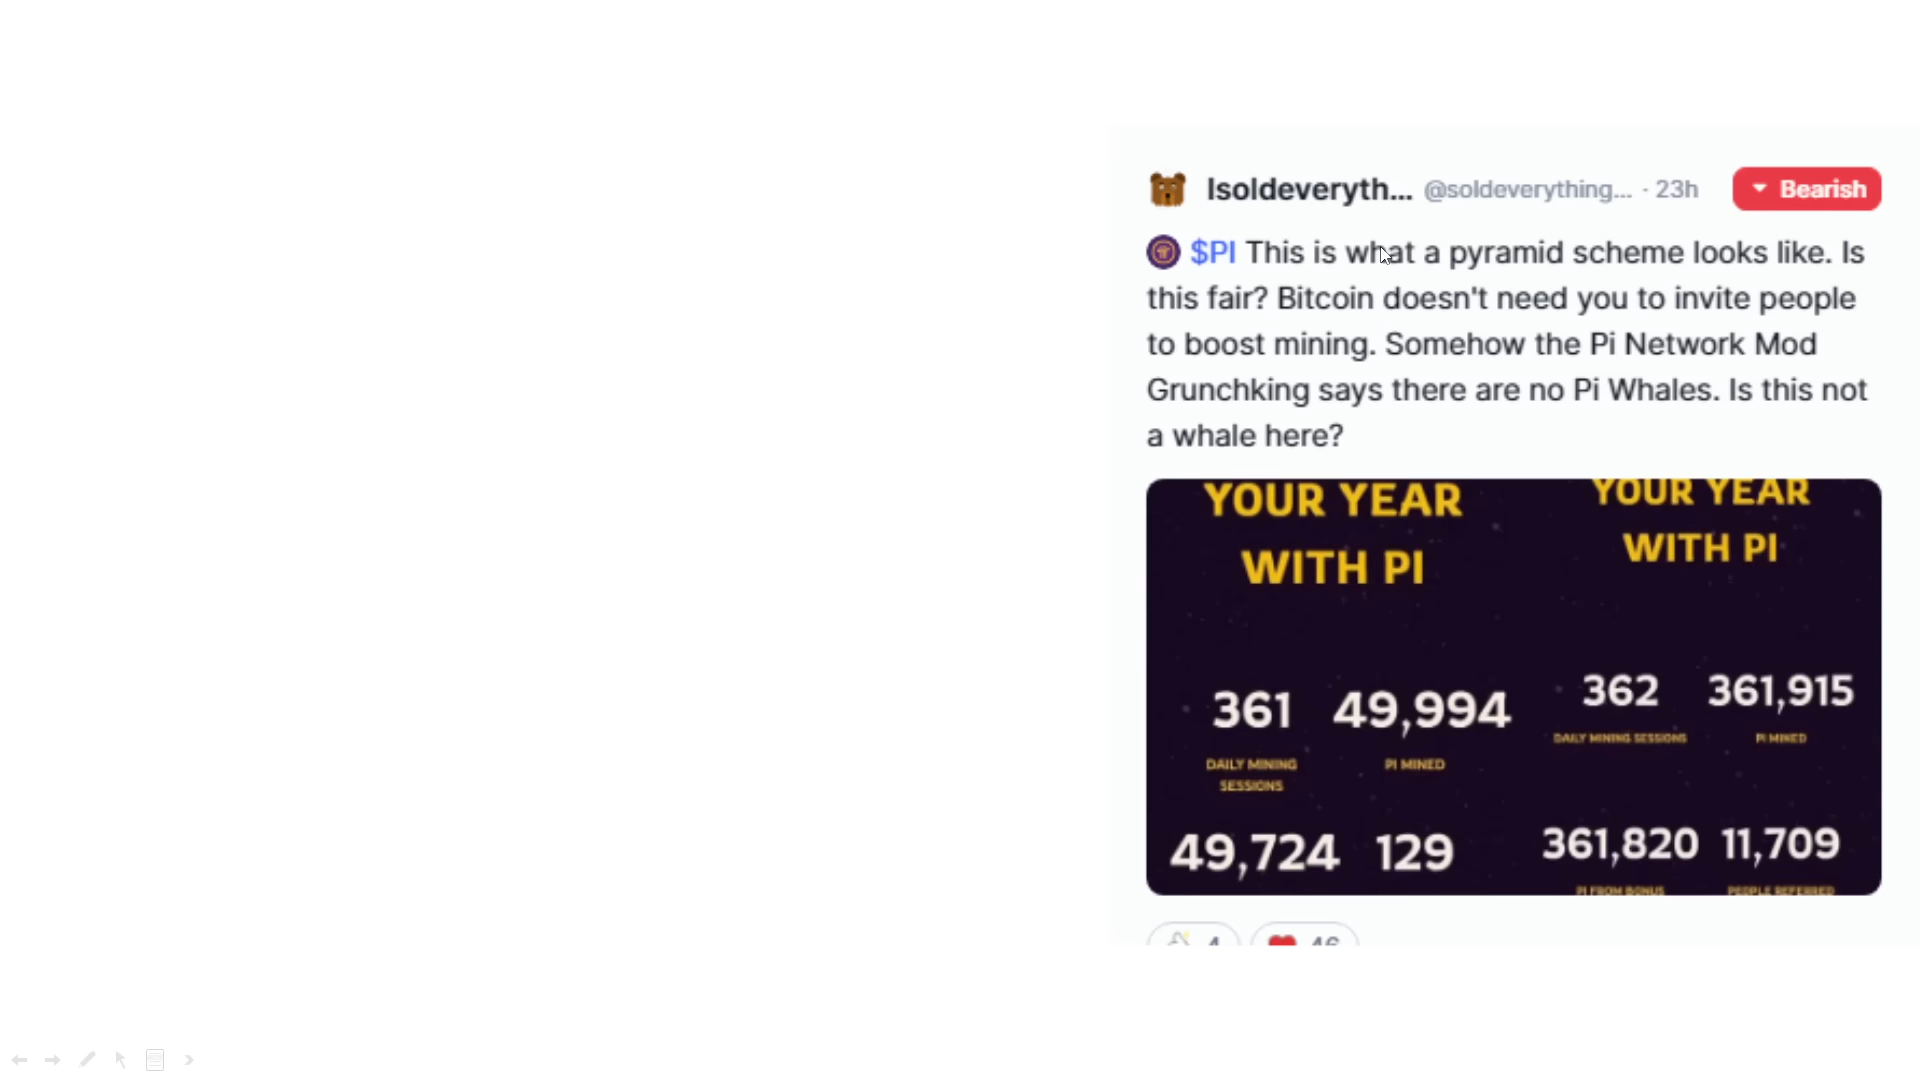 Isoldeveryth... @soldeverything... · 23h Bearish
$PI This is what a pyramid scheme looks like. Is
this fair? Bitcoin doesn't need you to invite people
to boost mining. Somehow the Pi Network Mod
Grunchking says there are no Pi Whales. Is this not
a whale here?
YOUR YEAR
WITH PI
361 49,994
DAILY MINING
SESSIONS
PI MINED
49,724 129
YOUR YEAR
WITH PI
362 361,915
DAILY MINING SESSIONS PI MINED
361,820 11,709
PI FROM BONUS PEOPLE REFERRED
4 46